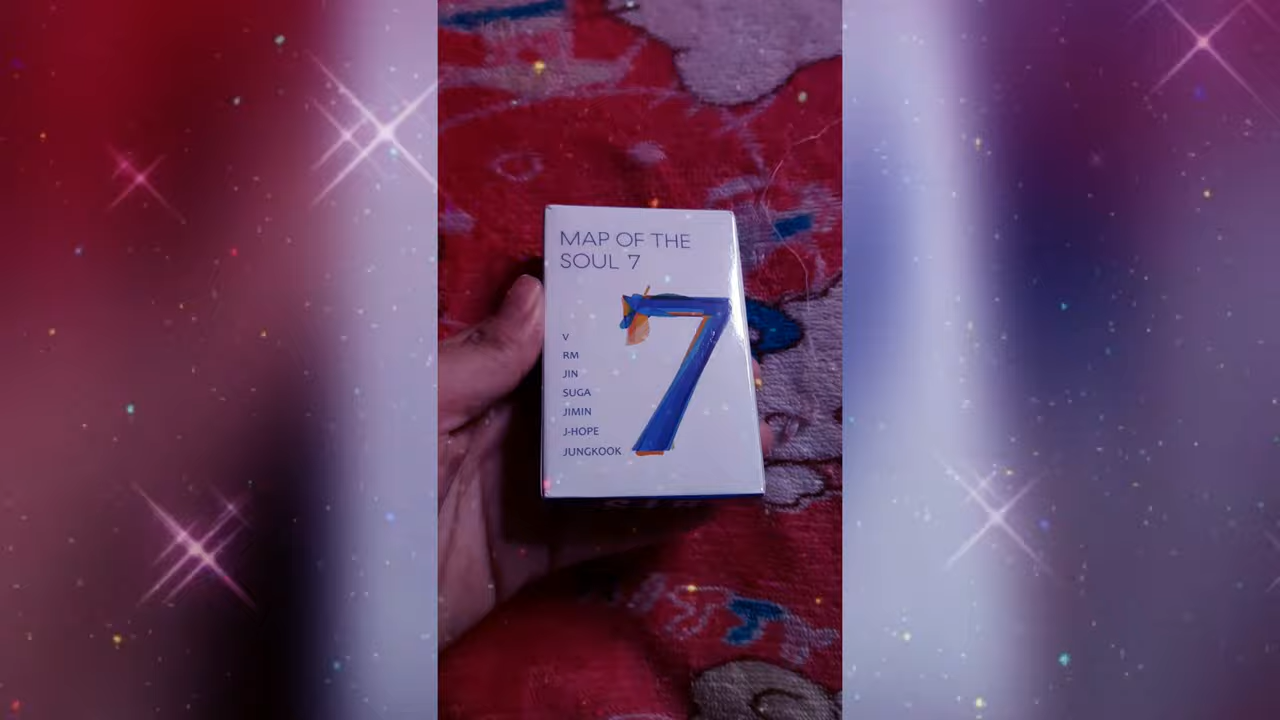 MAP OF THE
SOUL 7
7
V
RM
JIN
SUGA
JIMIN
J-HOPE
JUNGKOOK